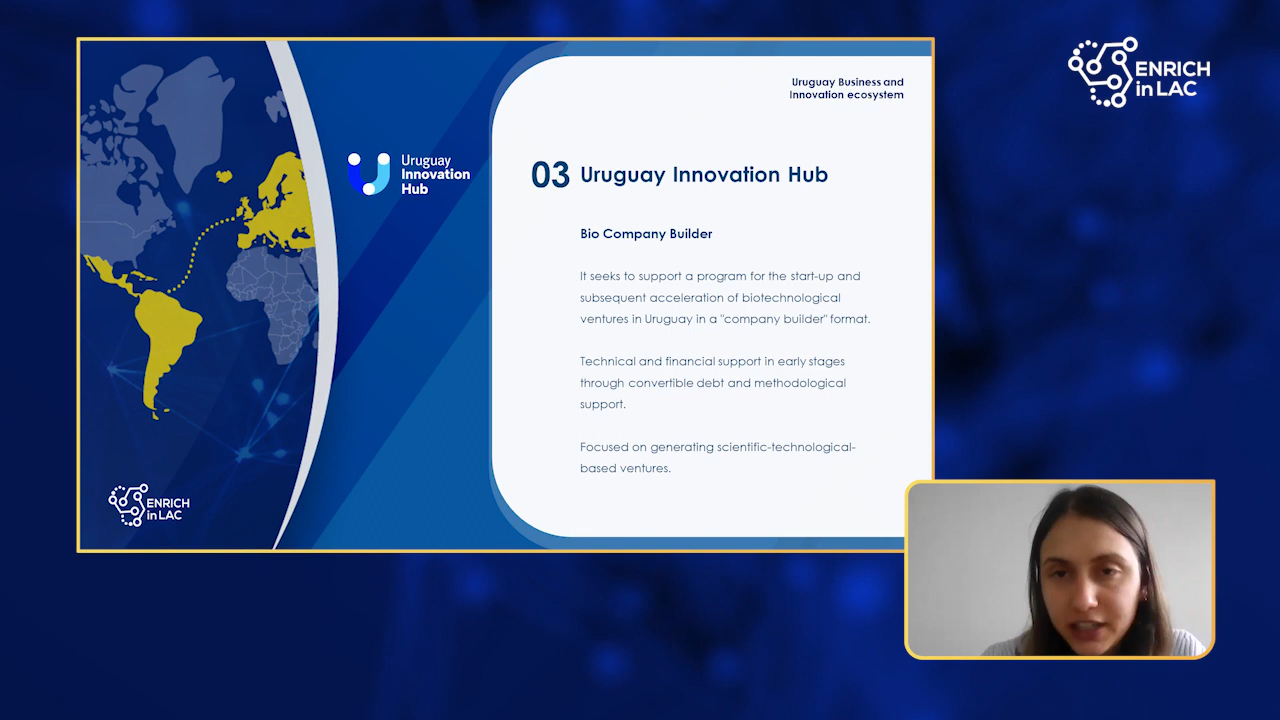 ENRICH
in LAC
Uruguay Business and
Innovation ecosystem
Uruguay
Innovation
Hub
03 Uruguay Innovation Hub
Bio Company Builder
It seeks to support a program for the start-up and
subsequent acceleration of biotechnological
ventures in Uruguay in a "company builder" format.
Technical and financial support in early stages
through convertible debt and methodological
support.
Focused on generating scientific-technological-
based ventures.
ENRICH
in LAC